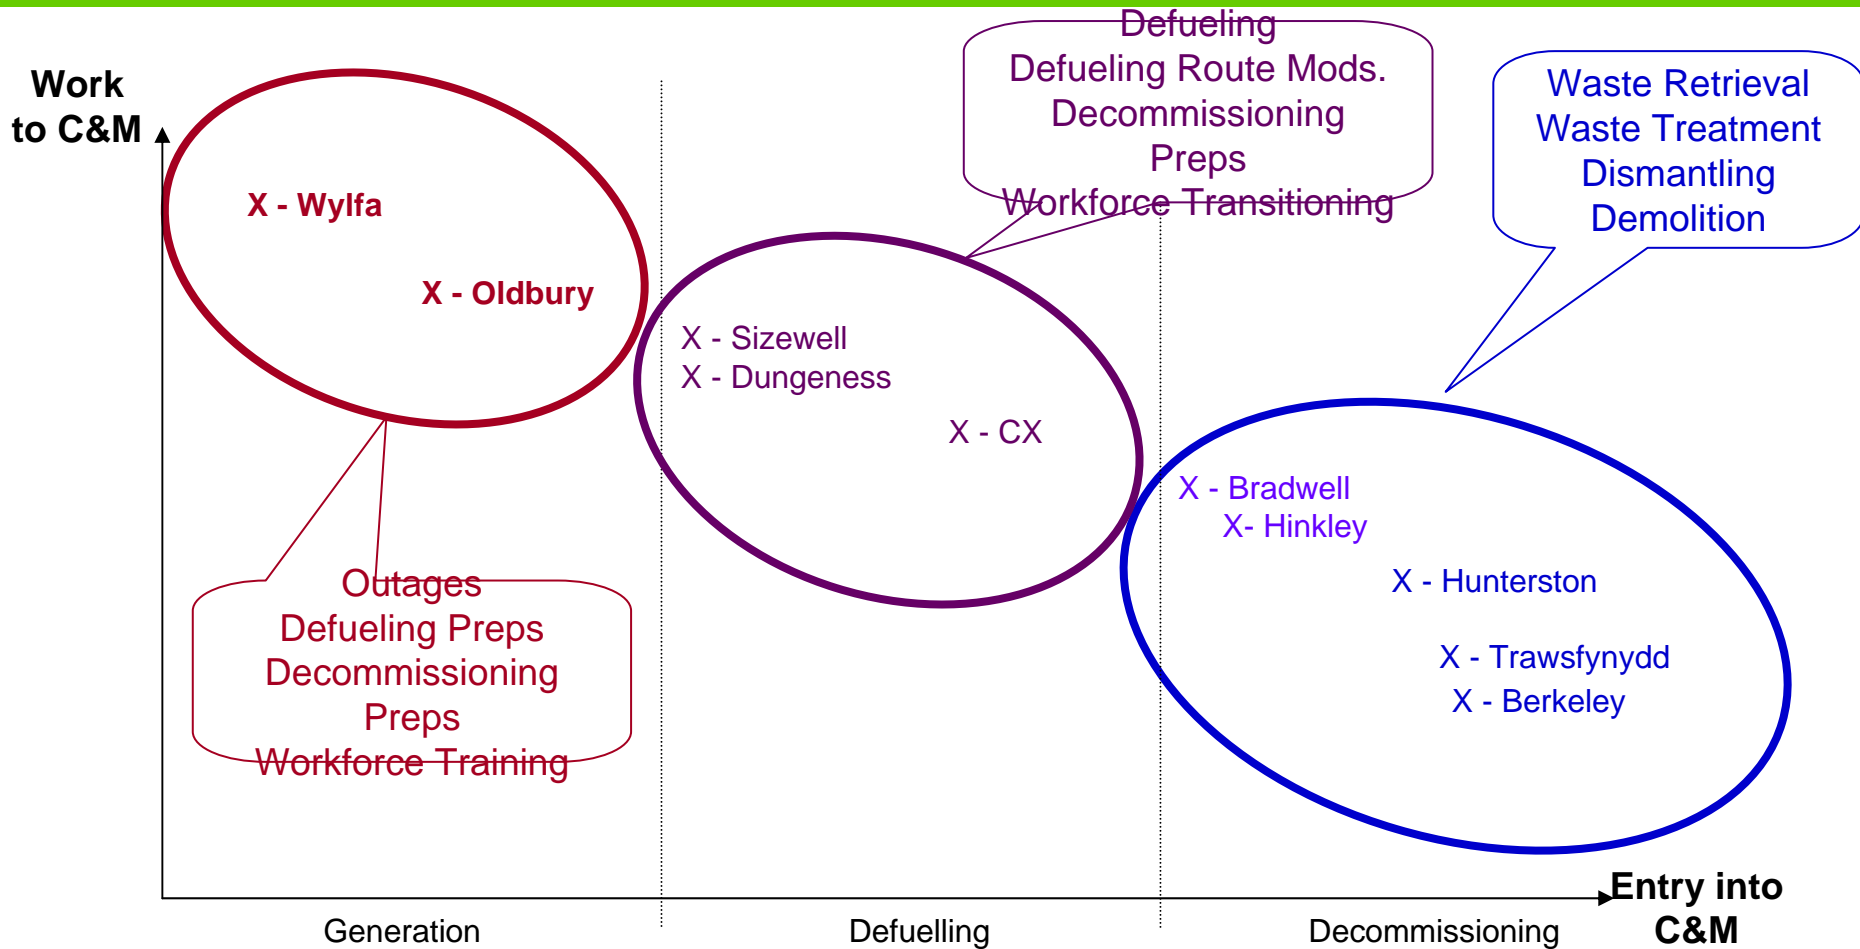 Work
to C&M
X - Wylfa
X - Oldbury
Outages
Defueling Preps
Decommissioning
Preps
Workforce Training
Defueling
Defueling Route Mods.
Decommissioning
Preps
Workforce Transitioning
X - Sizewell
X - Dungeness
X - CX
Waste Retrieval
Waste Treatment
Dismantling
Demolition
X - Bradwell
X- Hinkley
X - Hunterston
X - Trawsfynydd
X - Berkeley
Entry into
C&M
Generation
Defuelling
Decommissioning